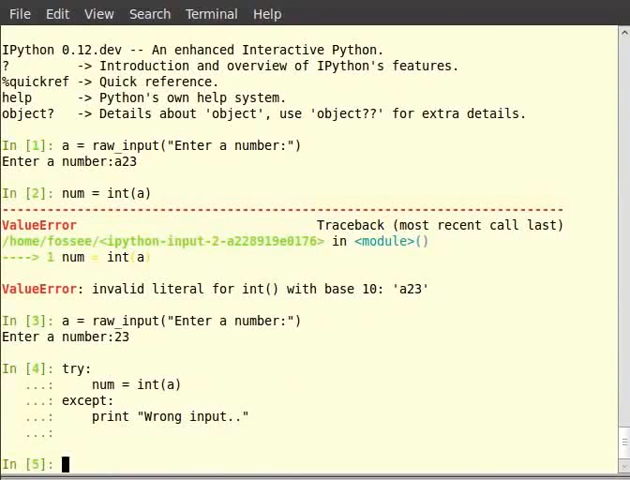 File Edit View Search Terminal Help
IPython 0.12.dev -- An enhanced Interactive Python.
?         -> Introduction and overview of IPython's features.
%quickref -> Quick reference.
help      -> Python's own help system.
object?   -> Details about 'object', use 'object??' for extra details.
In [1]: a = raw_input("Enter a number:")
Enter a number:a23
In [2]: num = int(a)
---------------------------------------------------------------------------
ValueError                                Traceback (most recent call last)
/home/fossee/<ipython-input-2-a228919e0176> in <module>()
----> 1 num = int(a)
ValueError: invalid literal for int() with base 10: 'a23'
In [3]: a = raw_input("Enter a number:")
Enter a number:23
In [4]: try:
   ...:     num = int(a)
   ...: except:
   ...:     print "Wrong input.."
   ...:
In [5]: